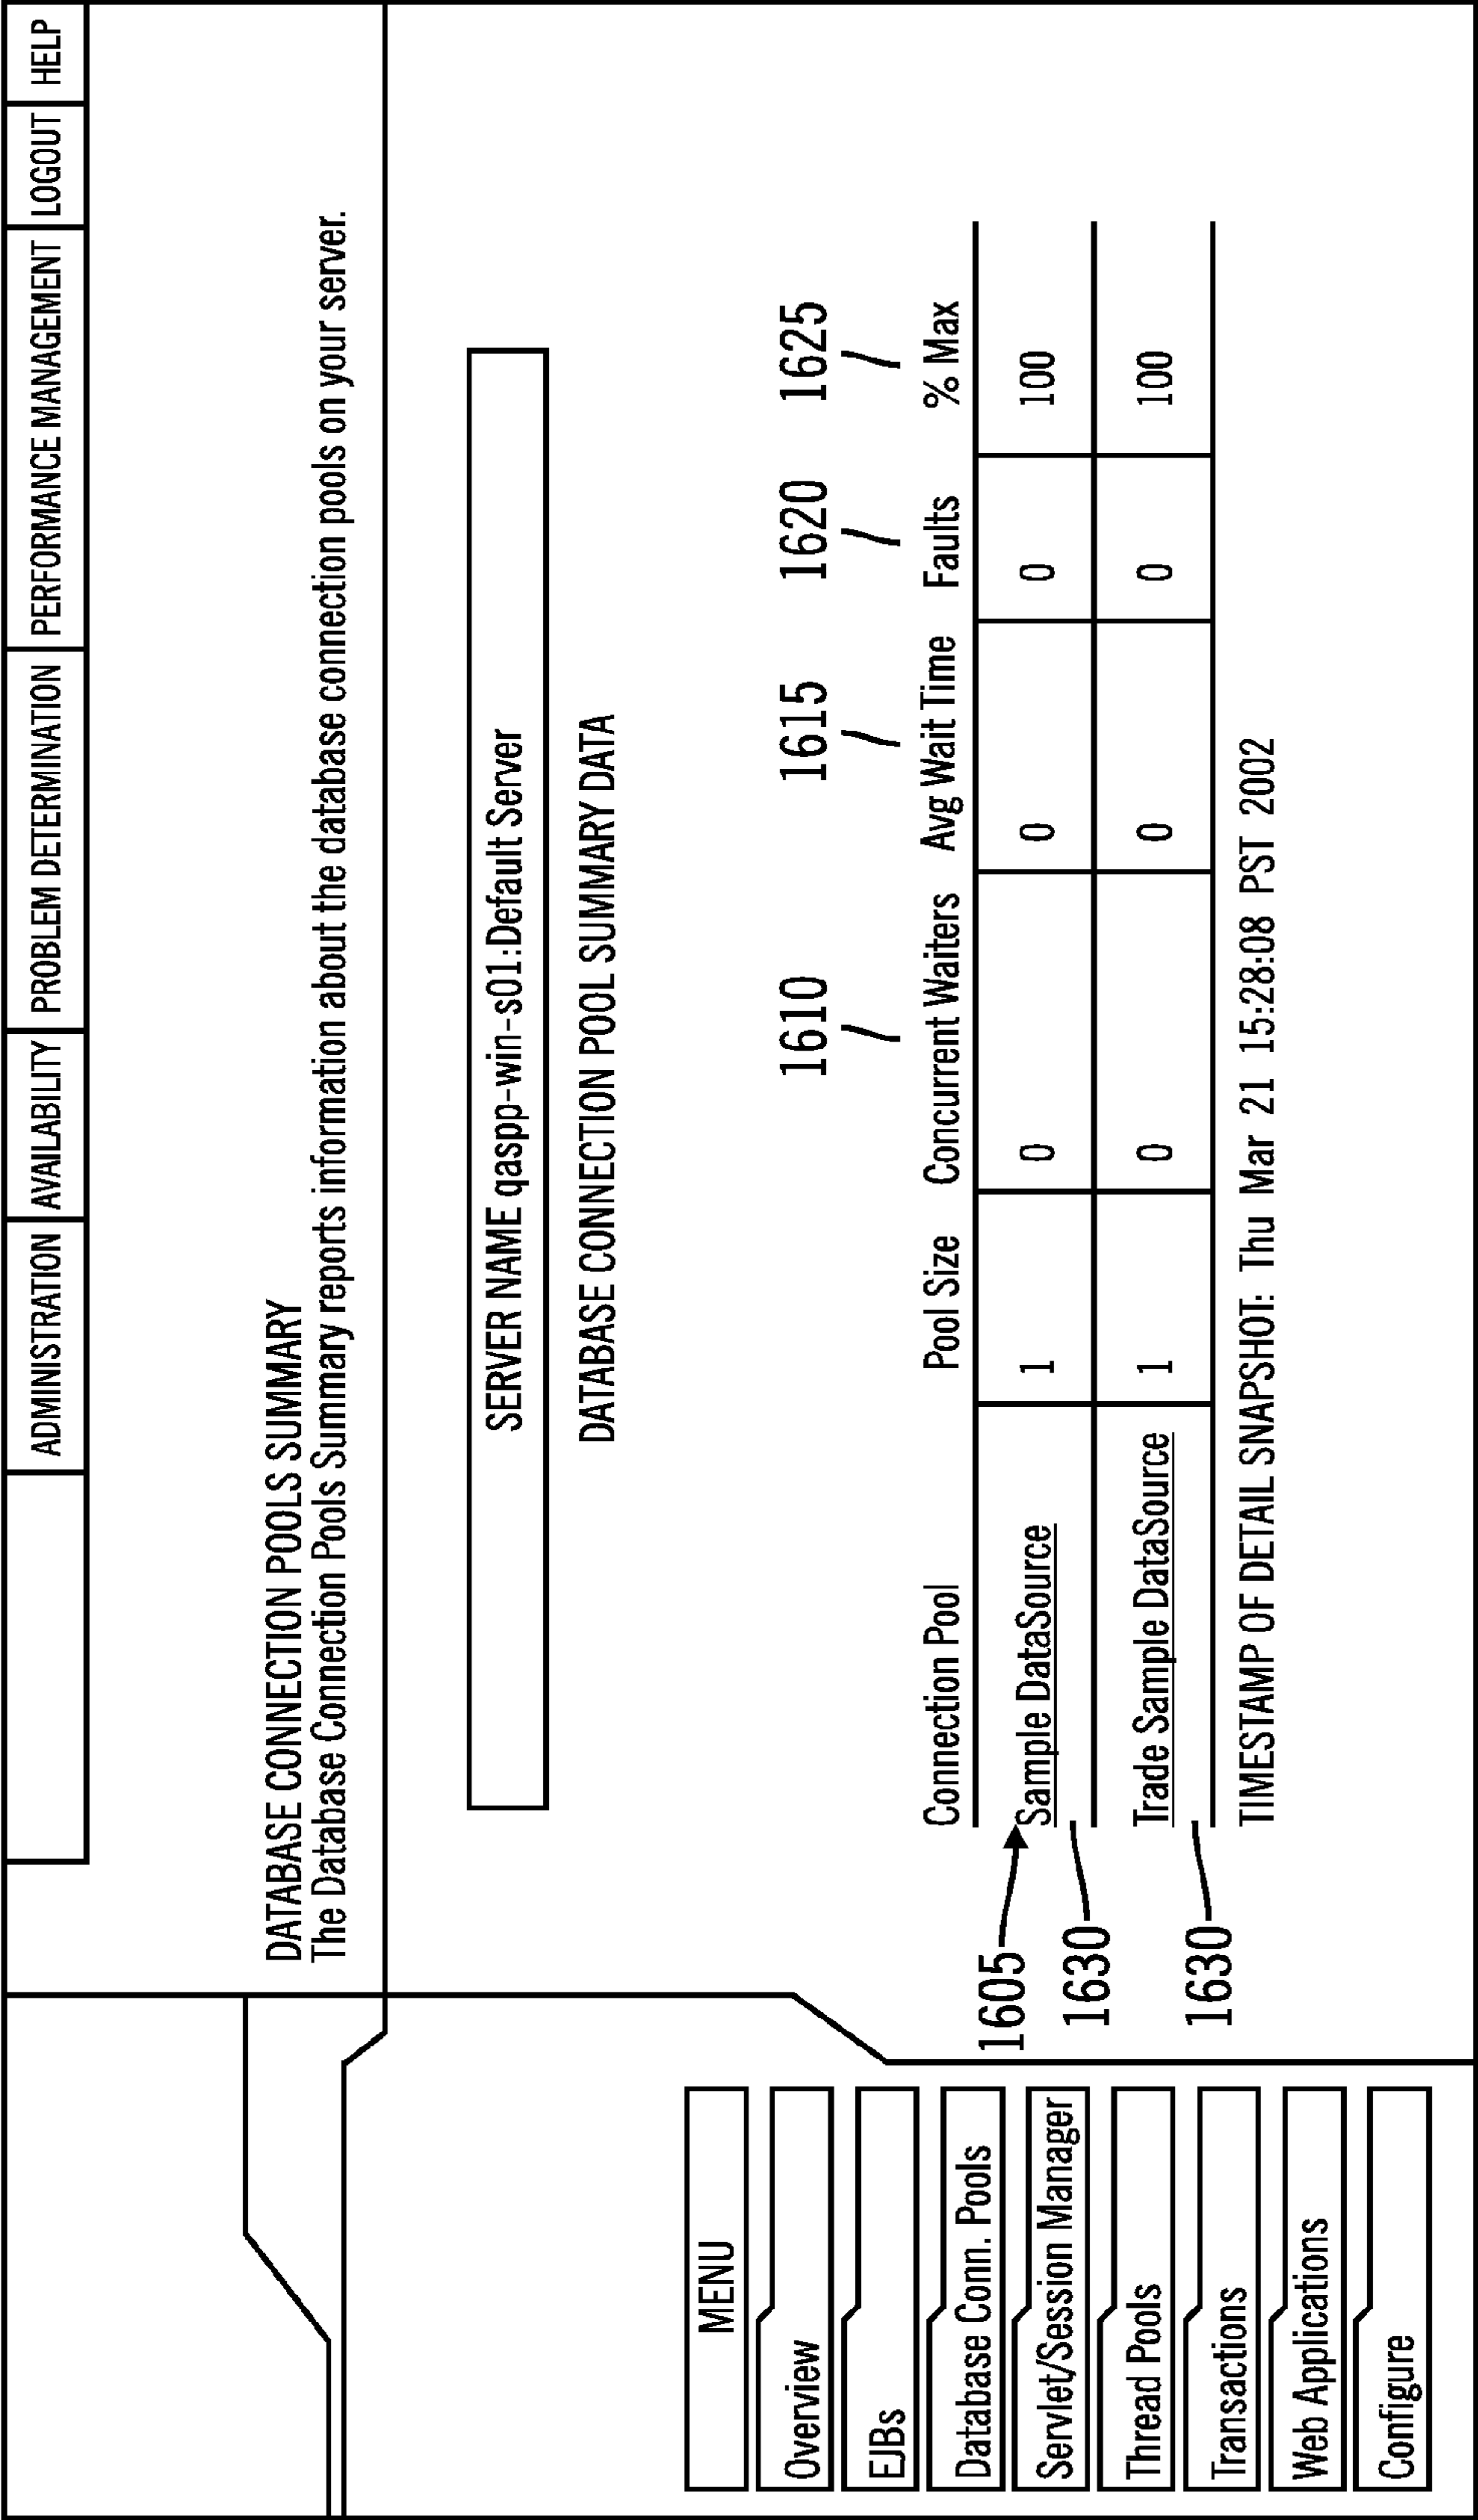 ADMINISTRATION AVAILABILITY PROBLEM DETERMINATION PERFORMANCE MANAGEMENT LOGOUT HELP
DATABASE CONNECTION POOLS SUMMARY
The Database Connection Pools Summary reports information about the database connection pools on your server.
SERVER NAME qaspp-win-s01:Default Server
DATABASE CONNECTION POOL SUMMARY DATA
MENU
Overview
EJBs
Database Conn. Pools
Servlet/Session Manager
Thread Pools
Transactions
Web Applications
Configure
1610 1615 1620 1625
Connection Pool Pool Size Concurrent Waiters Avg Wait Time Faults % Max
1605
Sample DataSource 1 0 0 0 100
1630
Trade Sample DataSource 1 0 0 0 100
1630
TIMESTAMP OF DETAIL SNAPSHOT: Thu Mar 21 15:28:08 PST 2002